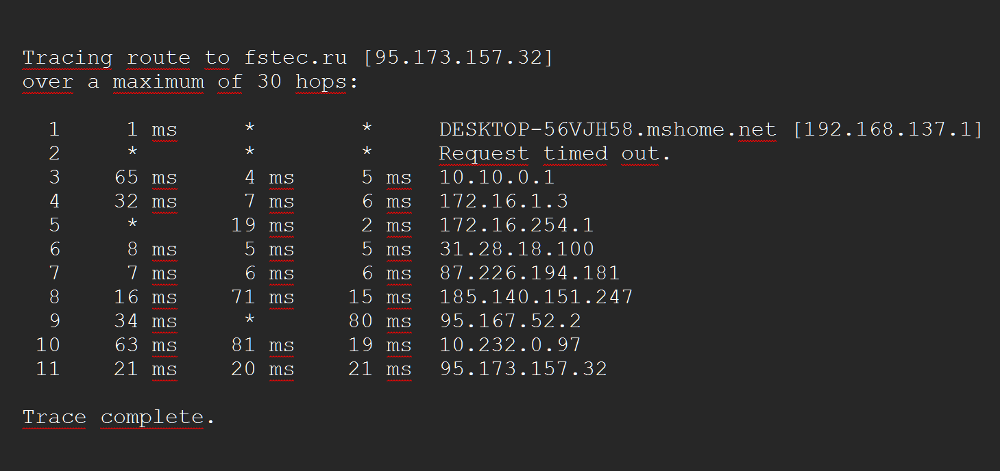 Tracing route to fstec.ru [95.173.157.32]
over a maximum of 30 hops:
1 1 ms * * DESKTOP-56VJH58.mshome.net [192.168.137.1]
2 * * * Request timed out.
3 65 ms 4 ms 5 ms 10.10.0.1
4 32 ms 7 ms 6 ms 172.16.1.3
5 * 19 ms 2 ms 172.16.254.1
6 8 ms 5 ms 5 ms 31.28.18.100
7 7 ms 6 ms 6 ms 87.226.194.181
8 16 ms 71 ms 15 ms 185.140.151.247
9 34 ms * 80 ms 95.167.52.2
10 63 ms 81 ms 19 ms 10.232.0.97
11 21 ms 20 ms 21 ms 95.173.157.32
Trace complete.